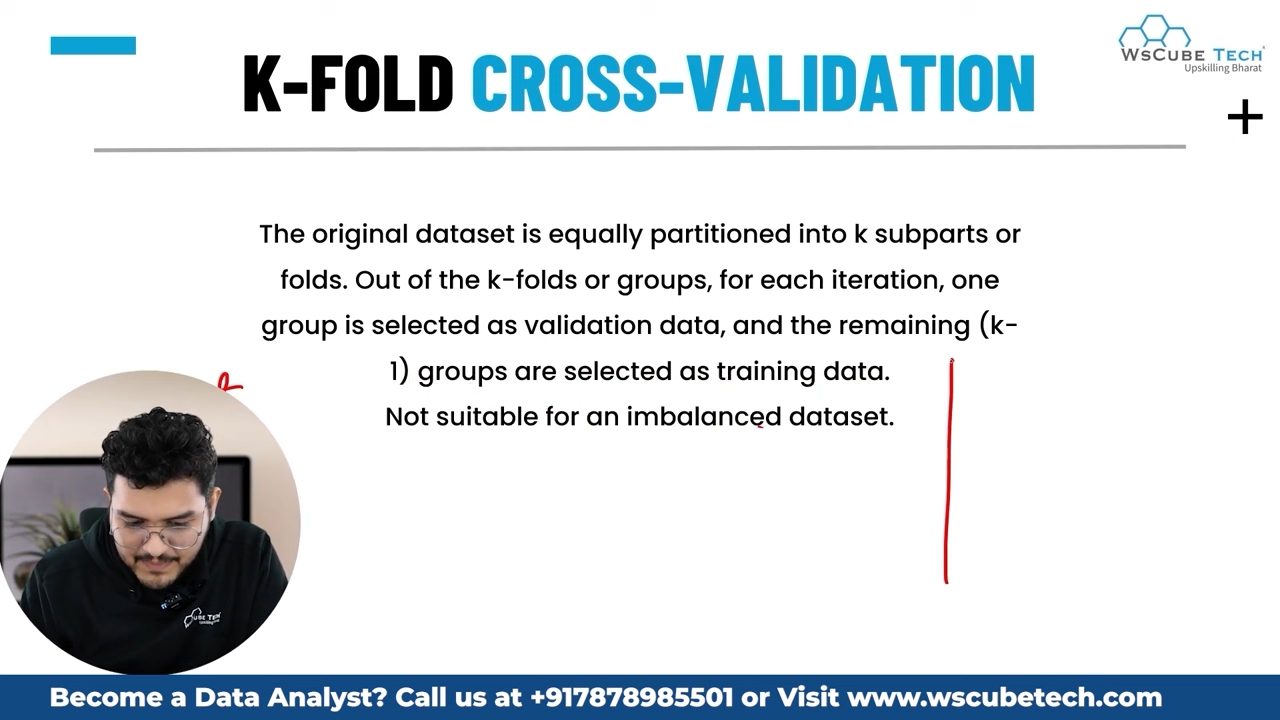 WsCube Tech
Upskilling Bharat
K-FOLD CROSS-VALIDATION
The original dataset is equally partitioned into k subparts or
folds. Out of the k-folds or groups, for each iteration, one
group is selected as validation data, and the remaining (k-
1) groups are selected as training data.
Not suitable for an imbalanced dataset.
Become a Data Analyst? Call us at +917878985501 or Visit www.wscubetech.com